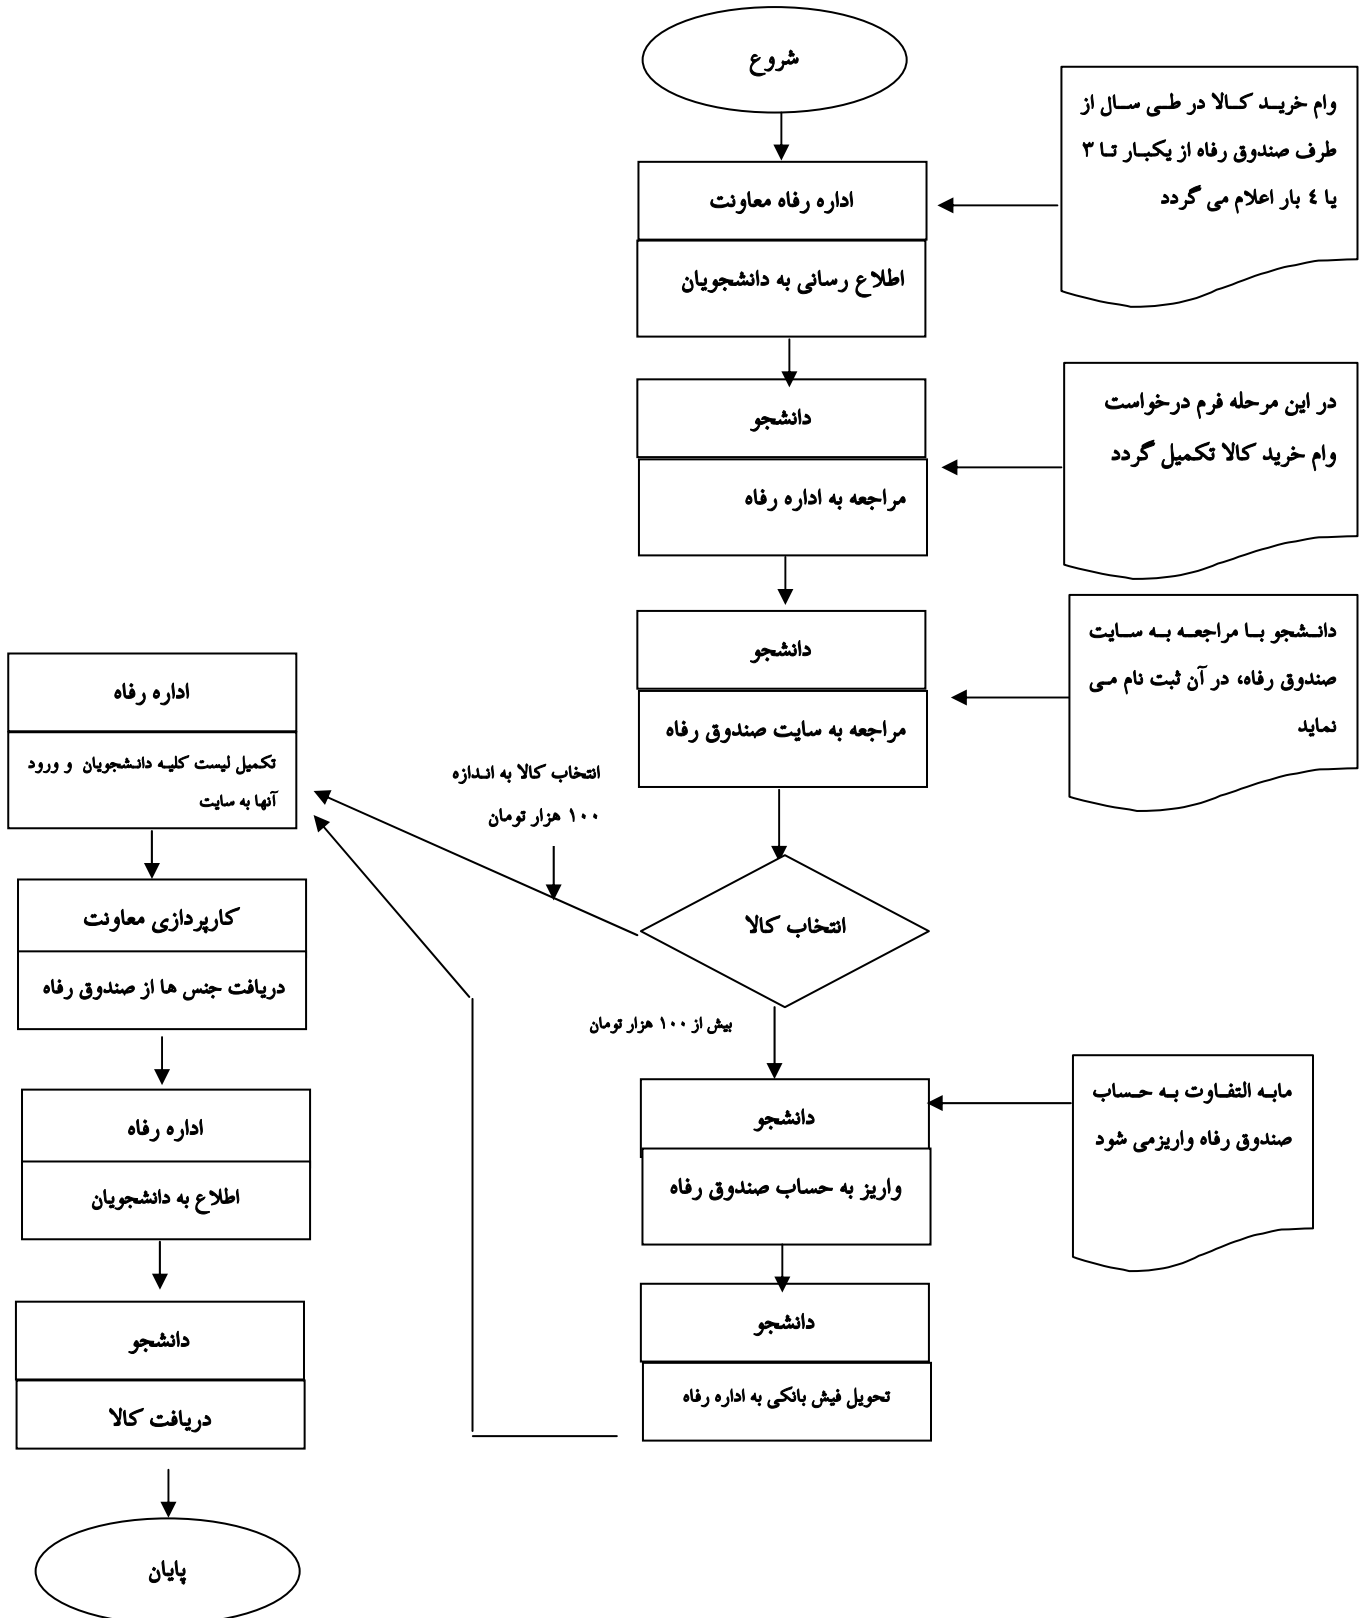 شروع
وام خرید کالا در طی سال از
طرف صندوق رفاه از یکبار تا ۳
یا ٤ بار اعلام می گردد
اداره رفاه معاونت
اطلاع رسانی به دانشجویان
دانشجو
مراجعه به اداره رفاه
در این مرحله فرم درخواست
وام خرید کالا تکمیل گردد
دانشجو
مراجعه به سایت صندوق رفاه
دانشجو با مراجعه به سایت
صندوق رفاه، در آن ثبت نام می
نماید
انتخاب کالا
انتخاب کالا به اندازه
۱۰۰ هزار تومان
بیش از ۱۰۰ هزار تومان
دانشجو
واریز به حساب صندوق رفاه
مابه التفاوت به حساب
صندوق رفاه واریزمی شود
دانشجو
تحویل فیش بانکی به اداره رفاه
اداره رفاه
تکمیل لیست کلیه دانشجویان و ورود
آنها به سایت
کارپردازی معاونت
دریافت جنس ها از صندوق رفاه
اداره رفاه
اطلاع به دانشجویان
دانشجو
دریافت کالا
پایان